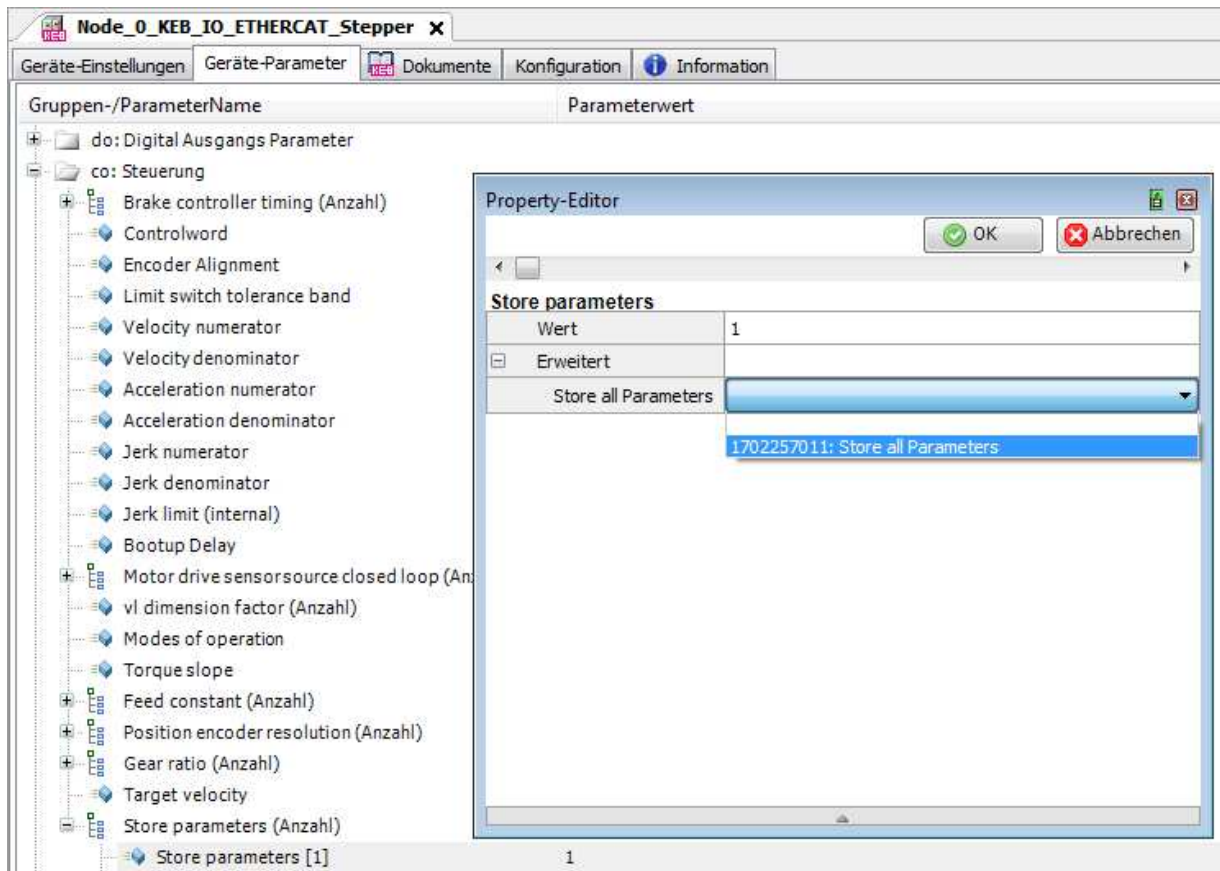 Node_0_KEB_IO_ETHERCAT_Stepper X
Geräte-Einstellungen Geräte-Parameter Dokumente Konfiguration Information
Gruppen-/ParameterName Parameterwert
do: Digital Ausgangs Parameter
co: Steuerung
Brake controller timing (Anzahl)
Controlword
Encoder Alignment
Limit switch tolerance band
Velocity numerator
Velocity denominator
Acceleration numerator
Acceleration denominator
Jerk numerator
Jerk denominator
Jerk limit (internal)
Bootup Delay
Motor drive sensorsource closed loop (An
vl dimension factor (Anzahl)
Modes of operation
Torque slope
Feed constant (Anzahl)
Position encoder resolution (Anzahl)
Gear ratio (Anzahl)
Target velocity
Store parameters (Anzahl)
Store parameters [1] 1
Property-Editor
OK Abbrechen
Store parameters
Wert 1
Erweitert
Store all Parameters
1702257011: Store all Parameters